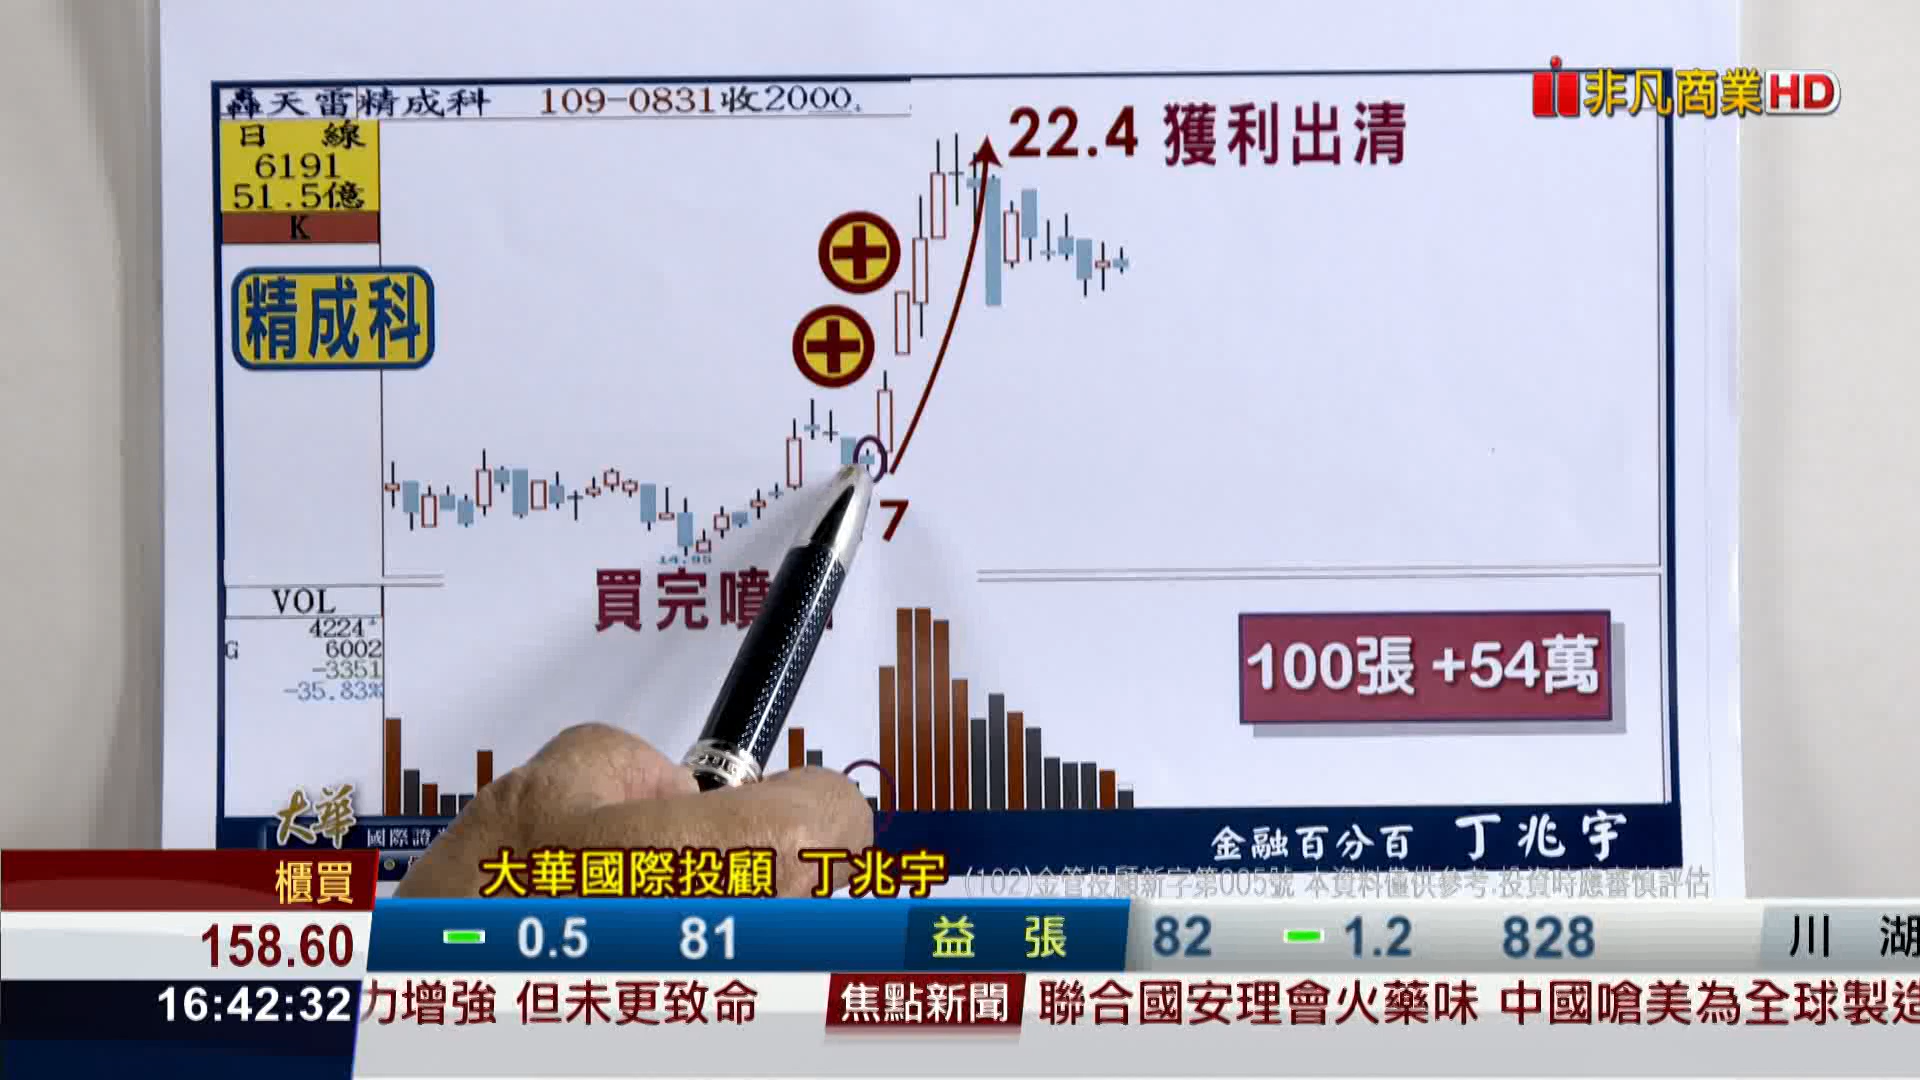 轟天雷精成科 109-0831收2000.
日 線
6191
51.5億
K
精成科
22.4 獲利出清
非凡商業HD
7
14.95
買完噴
VOL
4224
G 6002
-3351
-35.83%
100張 +54萬
大華
國際證
金融百分百 丁兆宇
大華國際投顧 丁兆宇
(102)金管投顧新字第005號 本資料僅供參考.投資時應審慎評估
櫃買
158.60
0.5 81 益張 82 1.2 828 川湖
16:42:32
力增強 但未更致命 焦點新聞 聯合國安理會火藥味 中國嗆美為全球製造